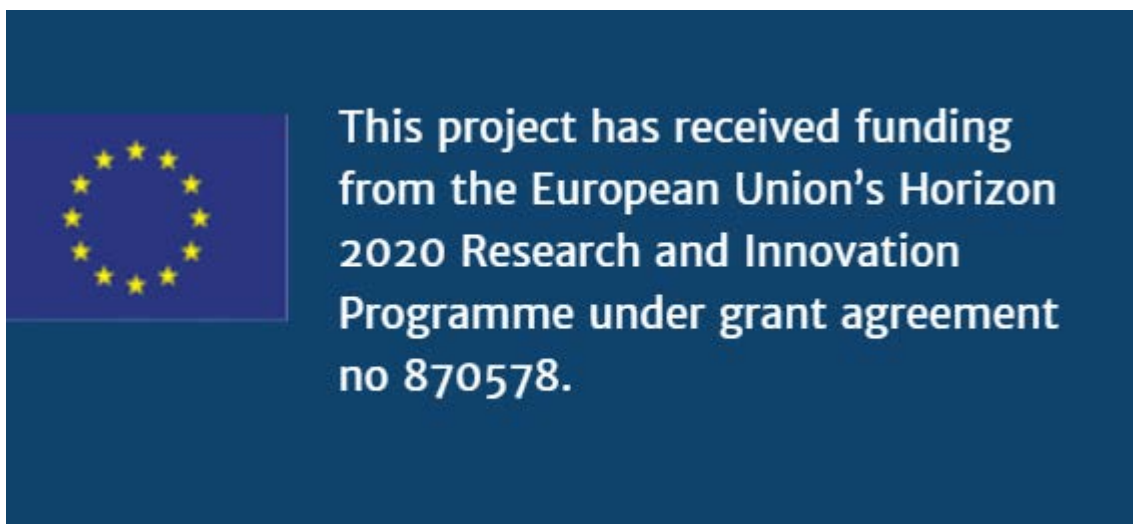 This project has received funding
from the European Union’s Horizon
2020 Research and Innovation
Programme under grant agreement
no 870578.